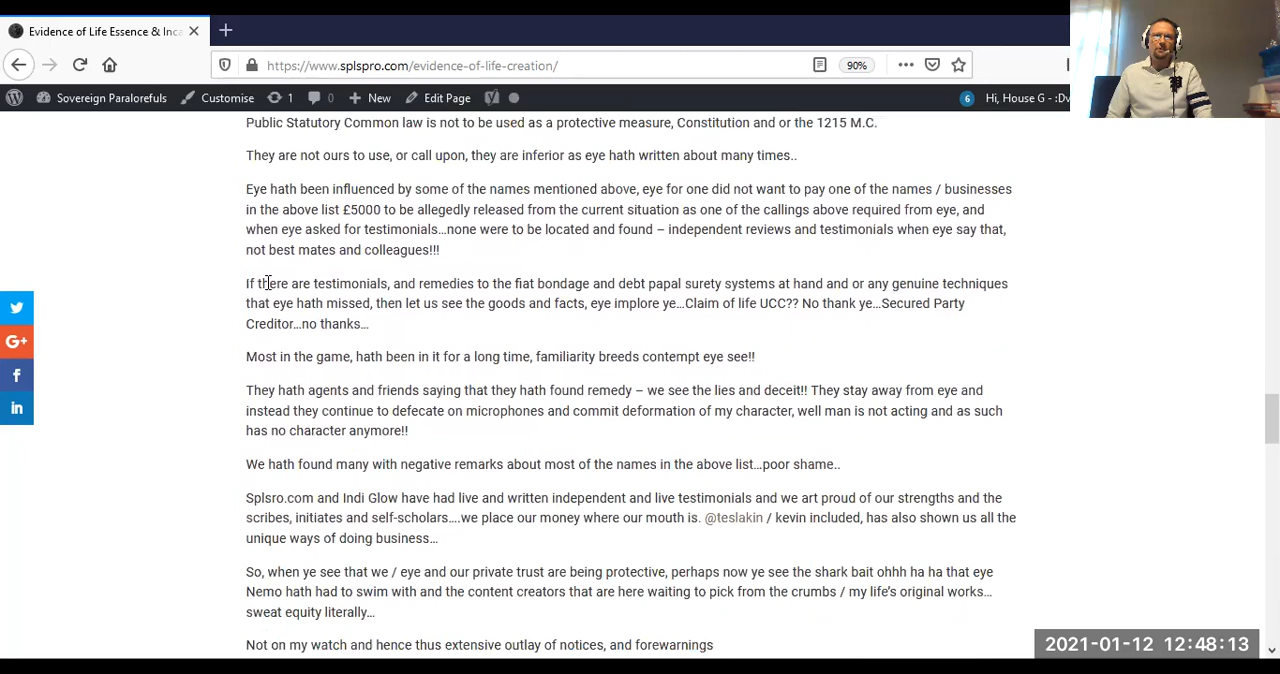 Evidence of Life Essence & Inca
https://www.splspro.com/evidence-of-life-creation/
90%
Sovereign Paralorefuls
Customise
1
0
New
Edit Page
6
Hi, House G - :Dv
Public Statutory Common law is not to be used as a protective measure, Constitution and or the 1215 M.C.
They are not ours to use, or call upon, they are inferior as eye hath written about many times..
Eye hath been influenced by some of the names mentioned above, eye for one did not want to pay one of the names / businesses
in the above list £5000 to be allegedly released from the current situation as one of the callings above required from eye, and
when eye asked for testimonials…none were to be located and found – independent reviews and testimonials when eye say that,
not best mates and colleagues!!!
If there are testimonials, and remedies to the fiat bondage and debt papal surety systems at hand and or any genuine techniques
that eye hath missed, then let us see the goods and facts, eye implore ye…Claim of life UCC?? No thank ye…Secured Party
Creditor…no thanks…
Most in the game, hath been in it for a long time, familiarity breeds contempt eye see!!
They hath agents and friends saying that they hath found remedy – we see the lies and deceit!! They stay away from eye and
instead they continue to defecate on microphones and commit deformation of my character, well man is not acting and as such
has no character anymore!!
We hath found many with negative remarks about most of the names in the above list…poor shame..
Splsro.com and Indi Glow have had live and written independent and live testimonials and we art proud of our strengths and the
scribes, initiates and self-scholars….we place our money where our mouth is. @teslakin / kevin included, has also shown us all the
unique ways of doing business…
So, when ye see that we / eye and our private trust are being protective, perhaps now ye see the shark bait ohhh ha ha that eye
Nemo hath had to swim with and the content creators that are here waiting to pick from the crumbs / my life's original works…
sweat equity literally…
Not on my watch and hence thus extensive outlay of notices, and forewarnings
2021-01-12 12:48:13